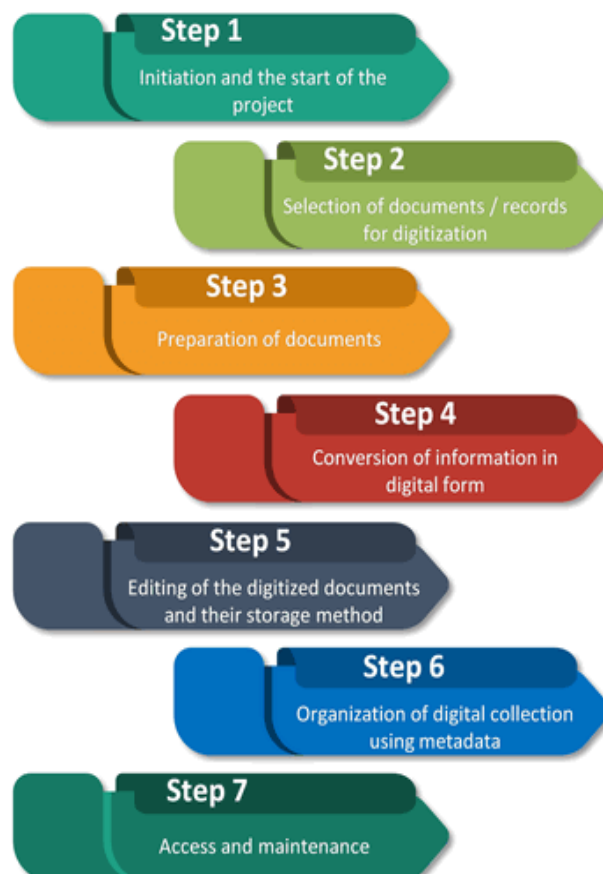 Step 1
Initiation and the start of the
project
Step 2
Selection of documents / records
for digitization
Step 3
Preparation of documents
Step 4
Conversion of information in
digital form
Step 5
Editing of the digitized documents
and their storage method
Step 6
Organization of digital collection
using metadata
Step 7
Access and maintenance